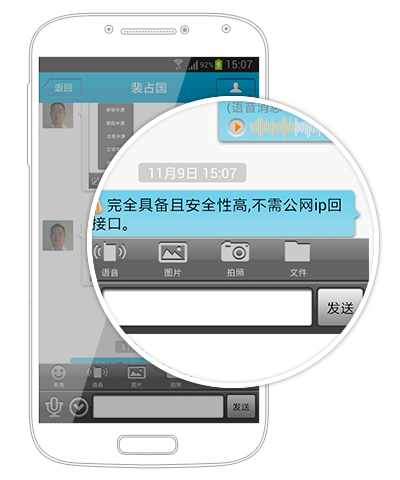 92% 15:07
返回
裴占国
(语音消息
11月9日 15:07
完全具备且安全性高,不需公网ip回
接口。
语音
图片
拍照
文件
发送
表情
语音
图片
拍照
发送